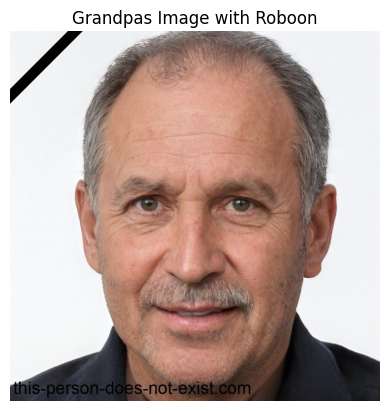 Grandpas Image with Roboon
this-person-does-not-exist.com